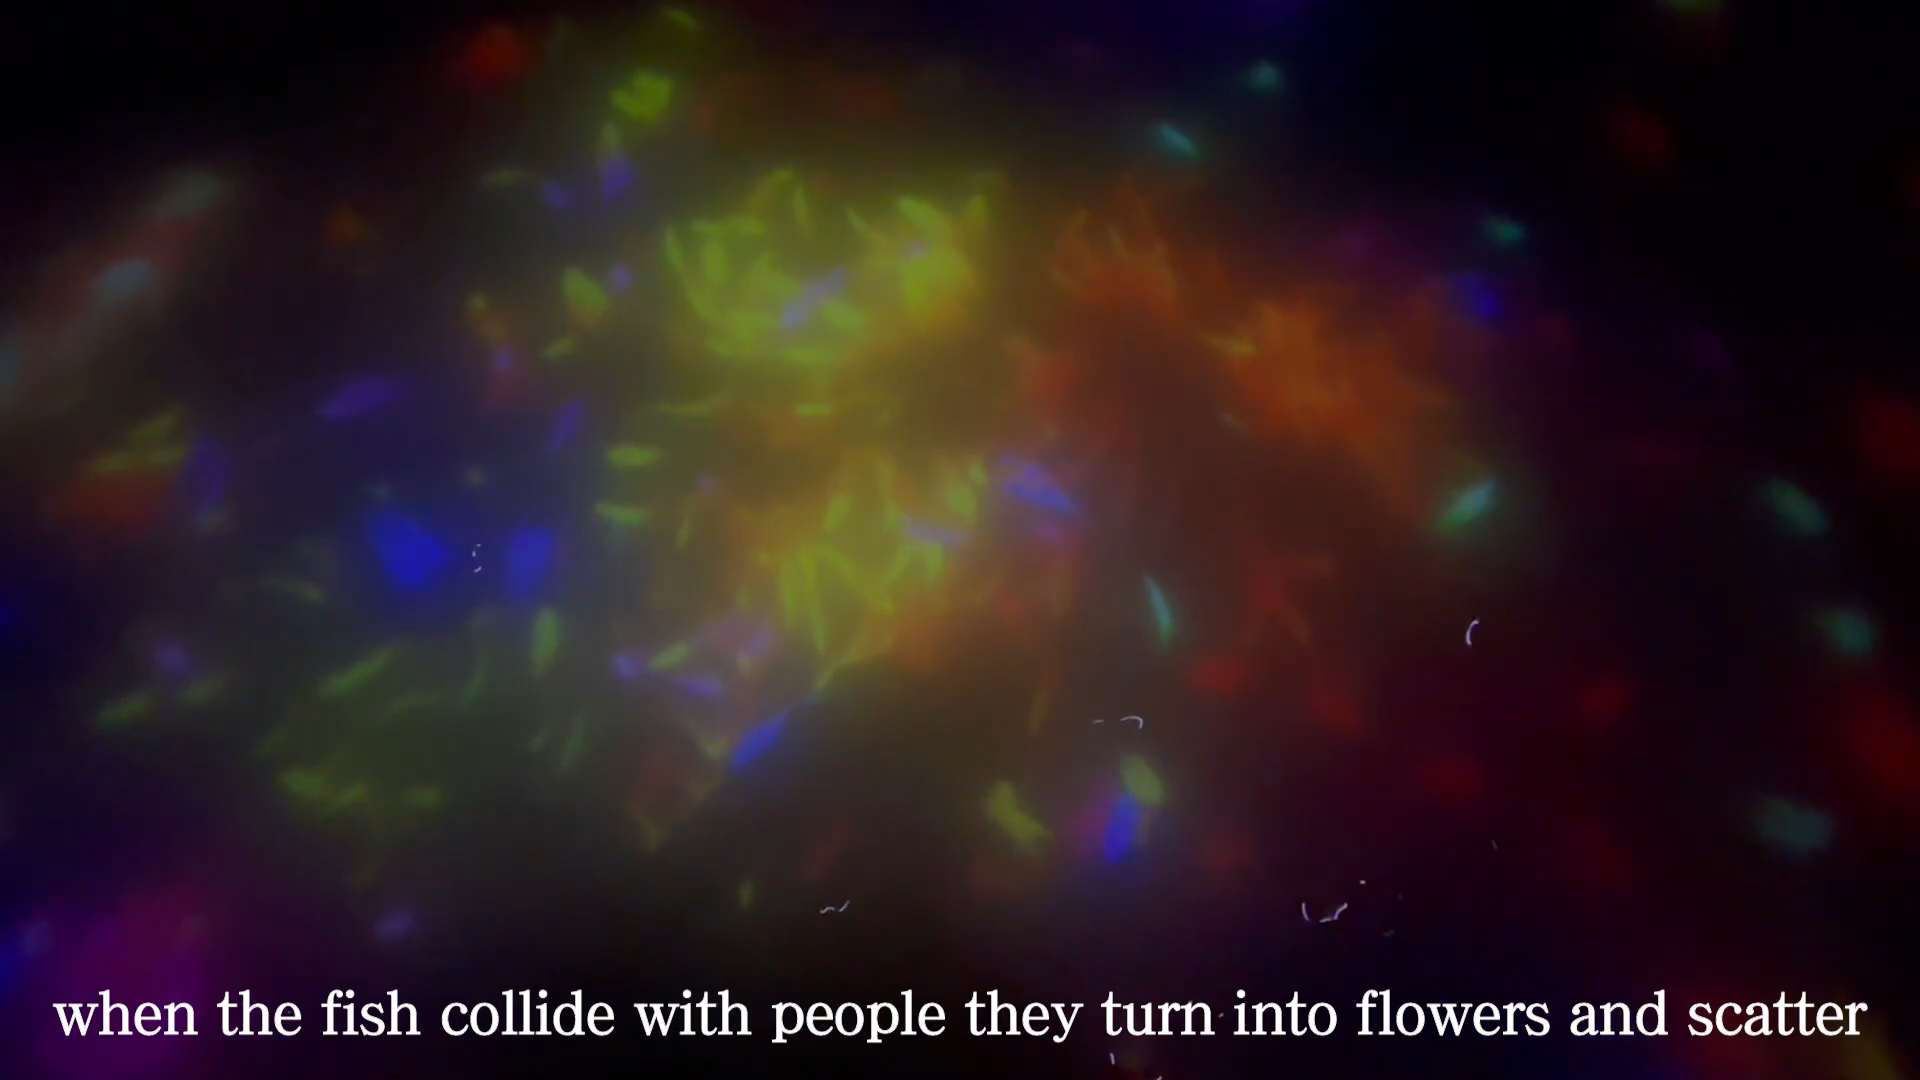 when the fish collide with people they turn into flowers and scatter